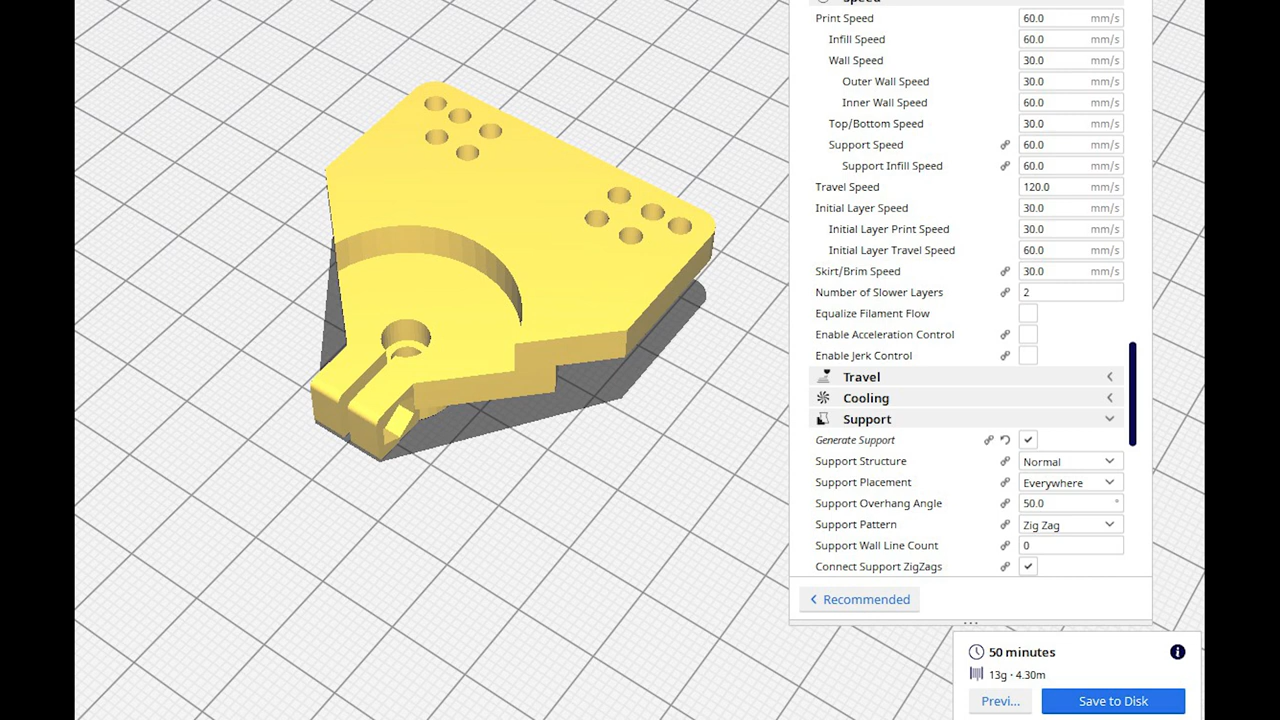 Speed
Print Speed 60.0 mm/s
Infill Speed 60.0 mm/s
Wall Speed 30.0 mm/s
Outer Wall Speed 30.0 mm/s
Inner Wall Speed 60.0 mm/s
Top/Bottom Speed 30.0 mm/s
Support Speed 60.0 mm/s
Support Infill Speed 60.0 mm/s
Travel Speed 120.0 mm/s
Initial Layer Speed 30.0 mm/s
Initial Layer Print Speed 30.0 mm/s
Initial Layer Travel Speed 60.0 mm/s
Skirt/Brim Speed 30.0 mm/s
Number of Slower Layers 2
Equalize Filament Flow
Enable Acceleration Control
Enable Jerk Control
Travel
Cooling
Support
Generate Support
Support Structure Normal
Support Placement Everywhere
Support Overhang Angle 50.0 °
Support Pattern Zig Zag
Support Wall Line Count 0
Connect Support ZigZags
Recommended
50 minutes
13g · 4.30m
Previ... Save to Disk